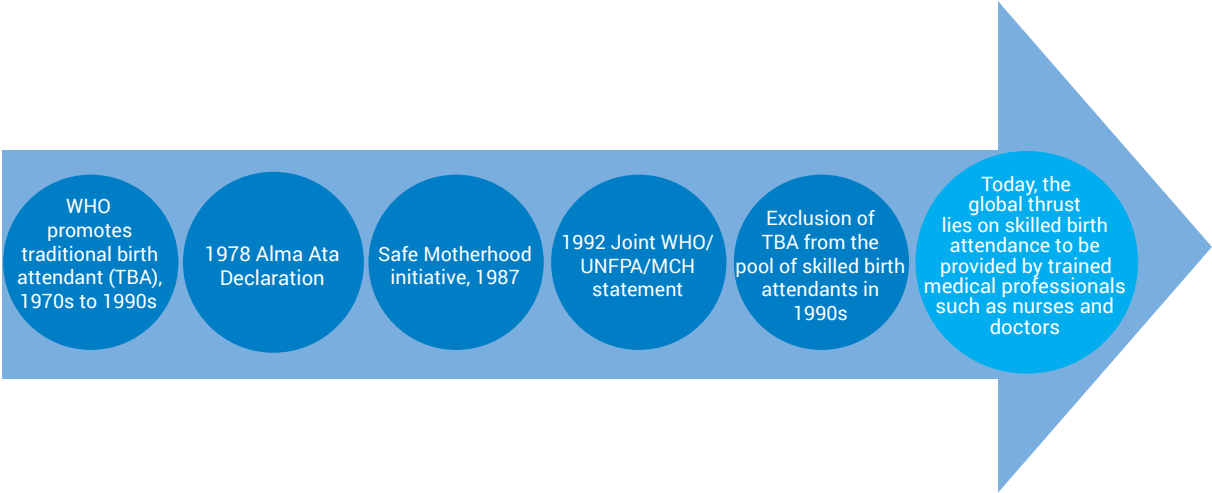 WHO
promotes
traditional birth
attendant (TBA),
1970s to 1990s
1978 Alma Ata
Declaration
Safe Motherhood
initiative, 1987
1992 Joint WHO/
UNFPA/MCH
statement
Exclusion of
TBA from the
pool of skilled birth
attendants in
1990s
Today, the
global thrust
lies on skilled birth
attendance to be
provided by trained
medical professionals
such as nurses and
doctors